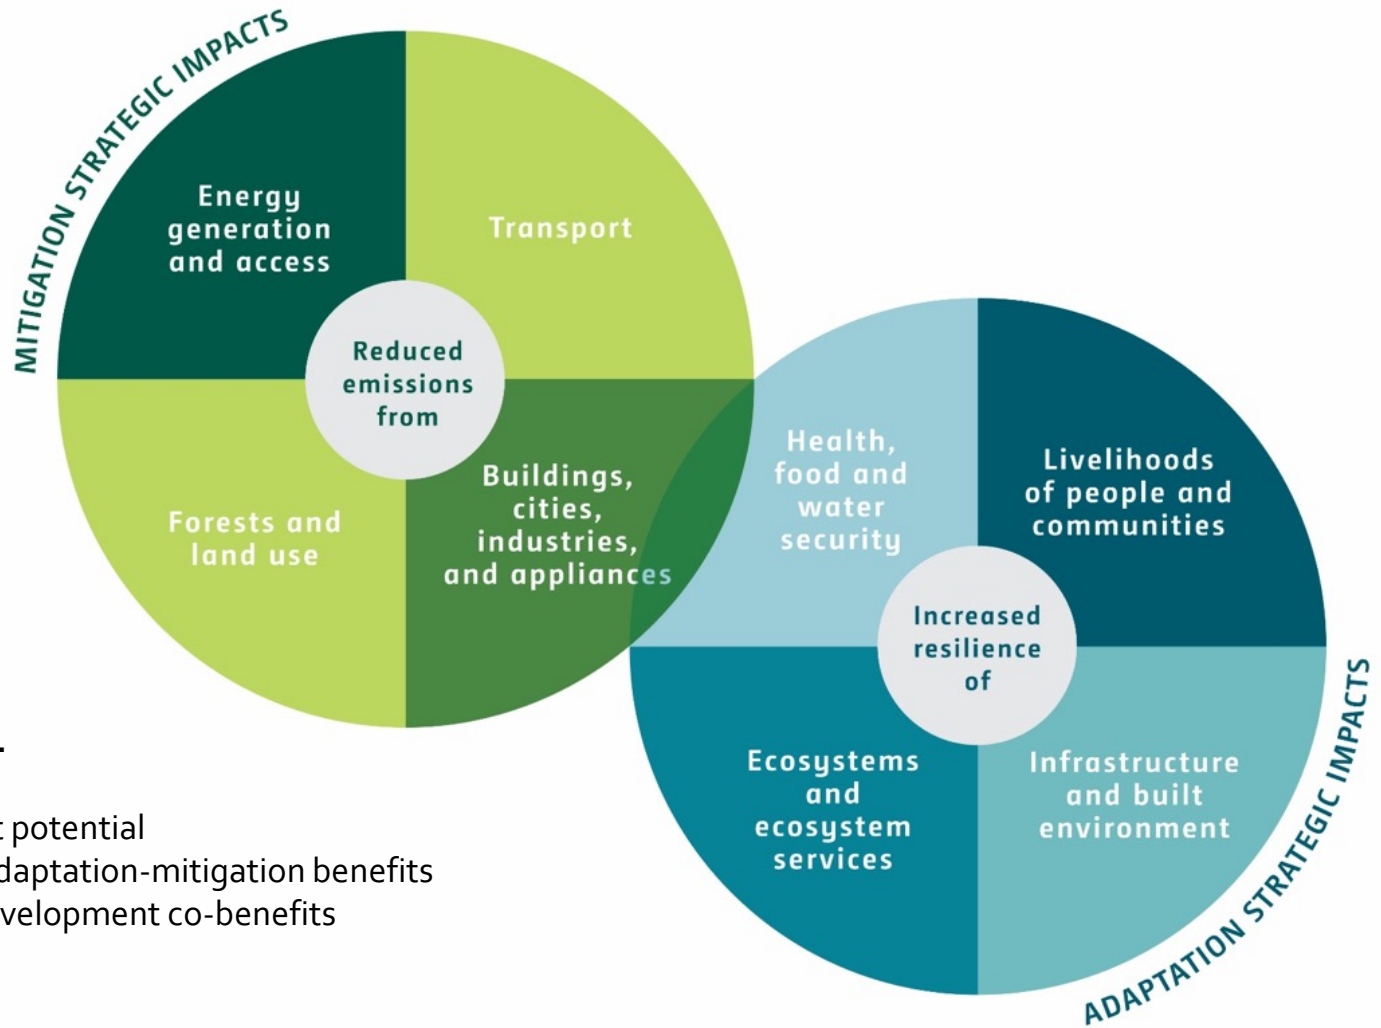 MITIGATION STRATEGIC IMPACTS
Energy
generation
and access
Transport
Reduced
emissions
from
Forests and
land use
Buildings,
cities,
industries,
and appliances
Health,
food and
water
security
Livelihoods
of people and
communities
Increased
resilience
of
Ecosystems
and
ecosystem
services
Infrastructure
and built
environment
ADAPTATION STRATEGIC IMPACTS
potential
adaptation-mitigation benefits
co-benefits